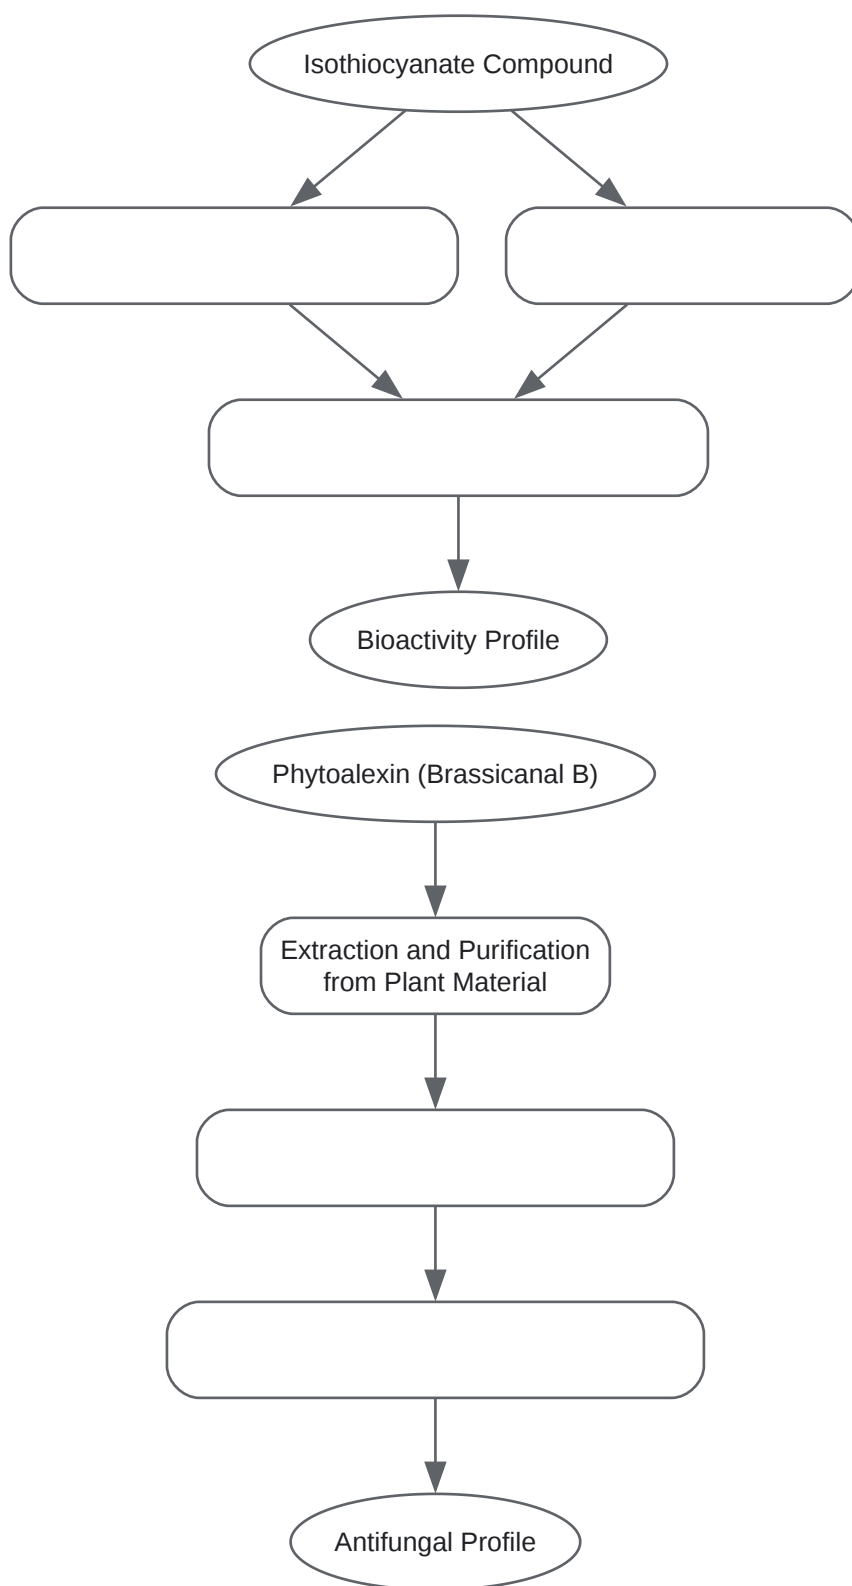 Isothiocyanate Compound
Bioactivity Profile
Phytoalexin (Brassicanal B)
Extraction and Purification
from Plant Material
Antifungal Profile